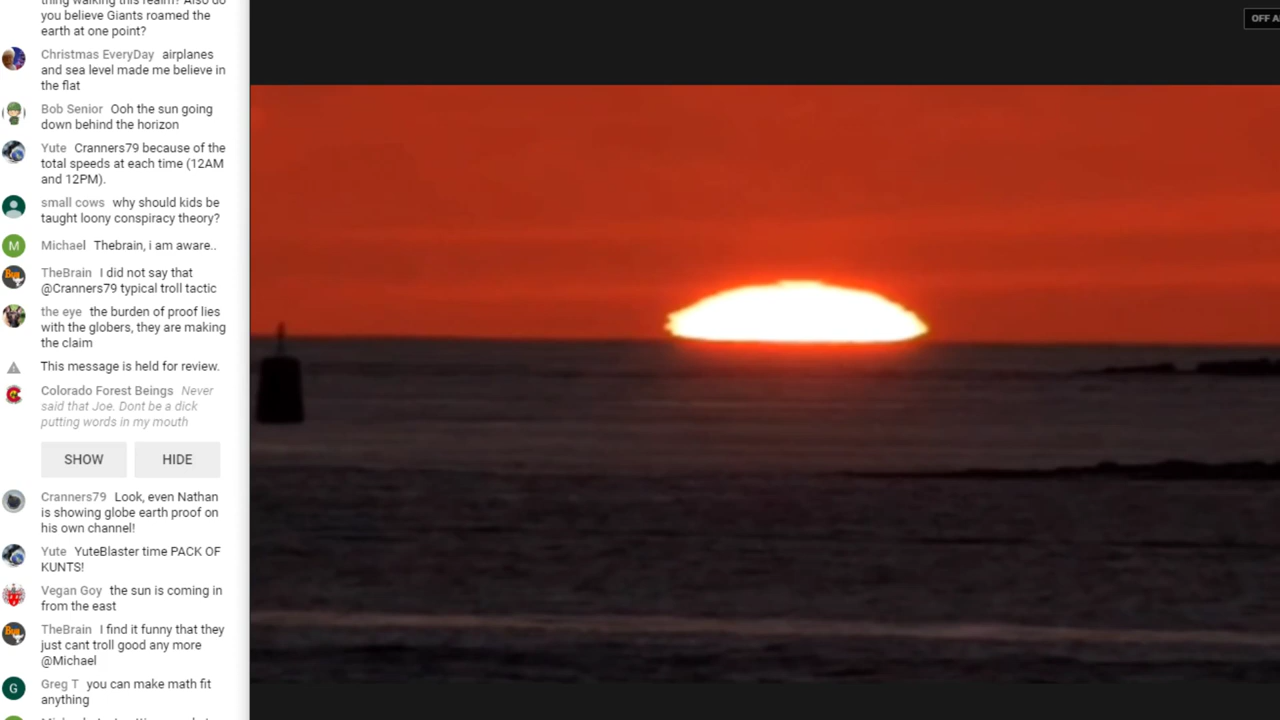 thing walking this realm? Also do
you believe Giants roamed the
earth at one point?
Christmas EveryDay airplanes
and sea level made me believe in
the flat
Bob Senior Ooh the sun going
down behind the horizon
Yute Cranners79 because of the
total speeds at each time (12AM
and 12PM).
small cows why should kids be
taught loony conspiracy theory?
M
Michael Thebrain, i am aware..
TheBrain I did not say that
@Cranners79 typical troll tactic
the eye the burden of proof lies
with the globers, they are making
the claim
This message is held for review.
Colorado Forest Beings Never
said that Joe. Dont be a dick
putting words in my mouth
SHOW HIDE
Cranners79 Look, even Nathan
is showing globe earth proof on
his own channel!
Yute YuteBlaster time PACK OF
KUNTS!
Vegan Goy the sun is coming in
from the east
TheBrain I find it funny that they
just cant troll good any more
@Michael
G
Greg T you can make math fit
anything
OFF A